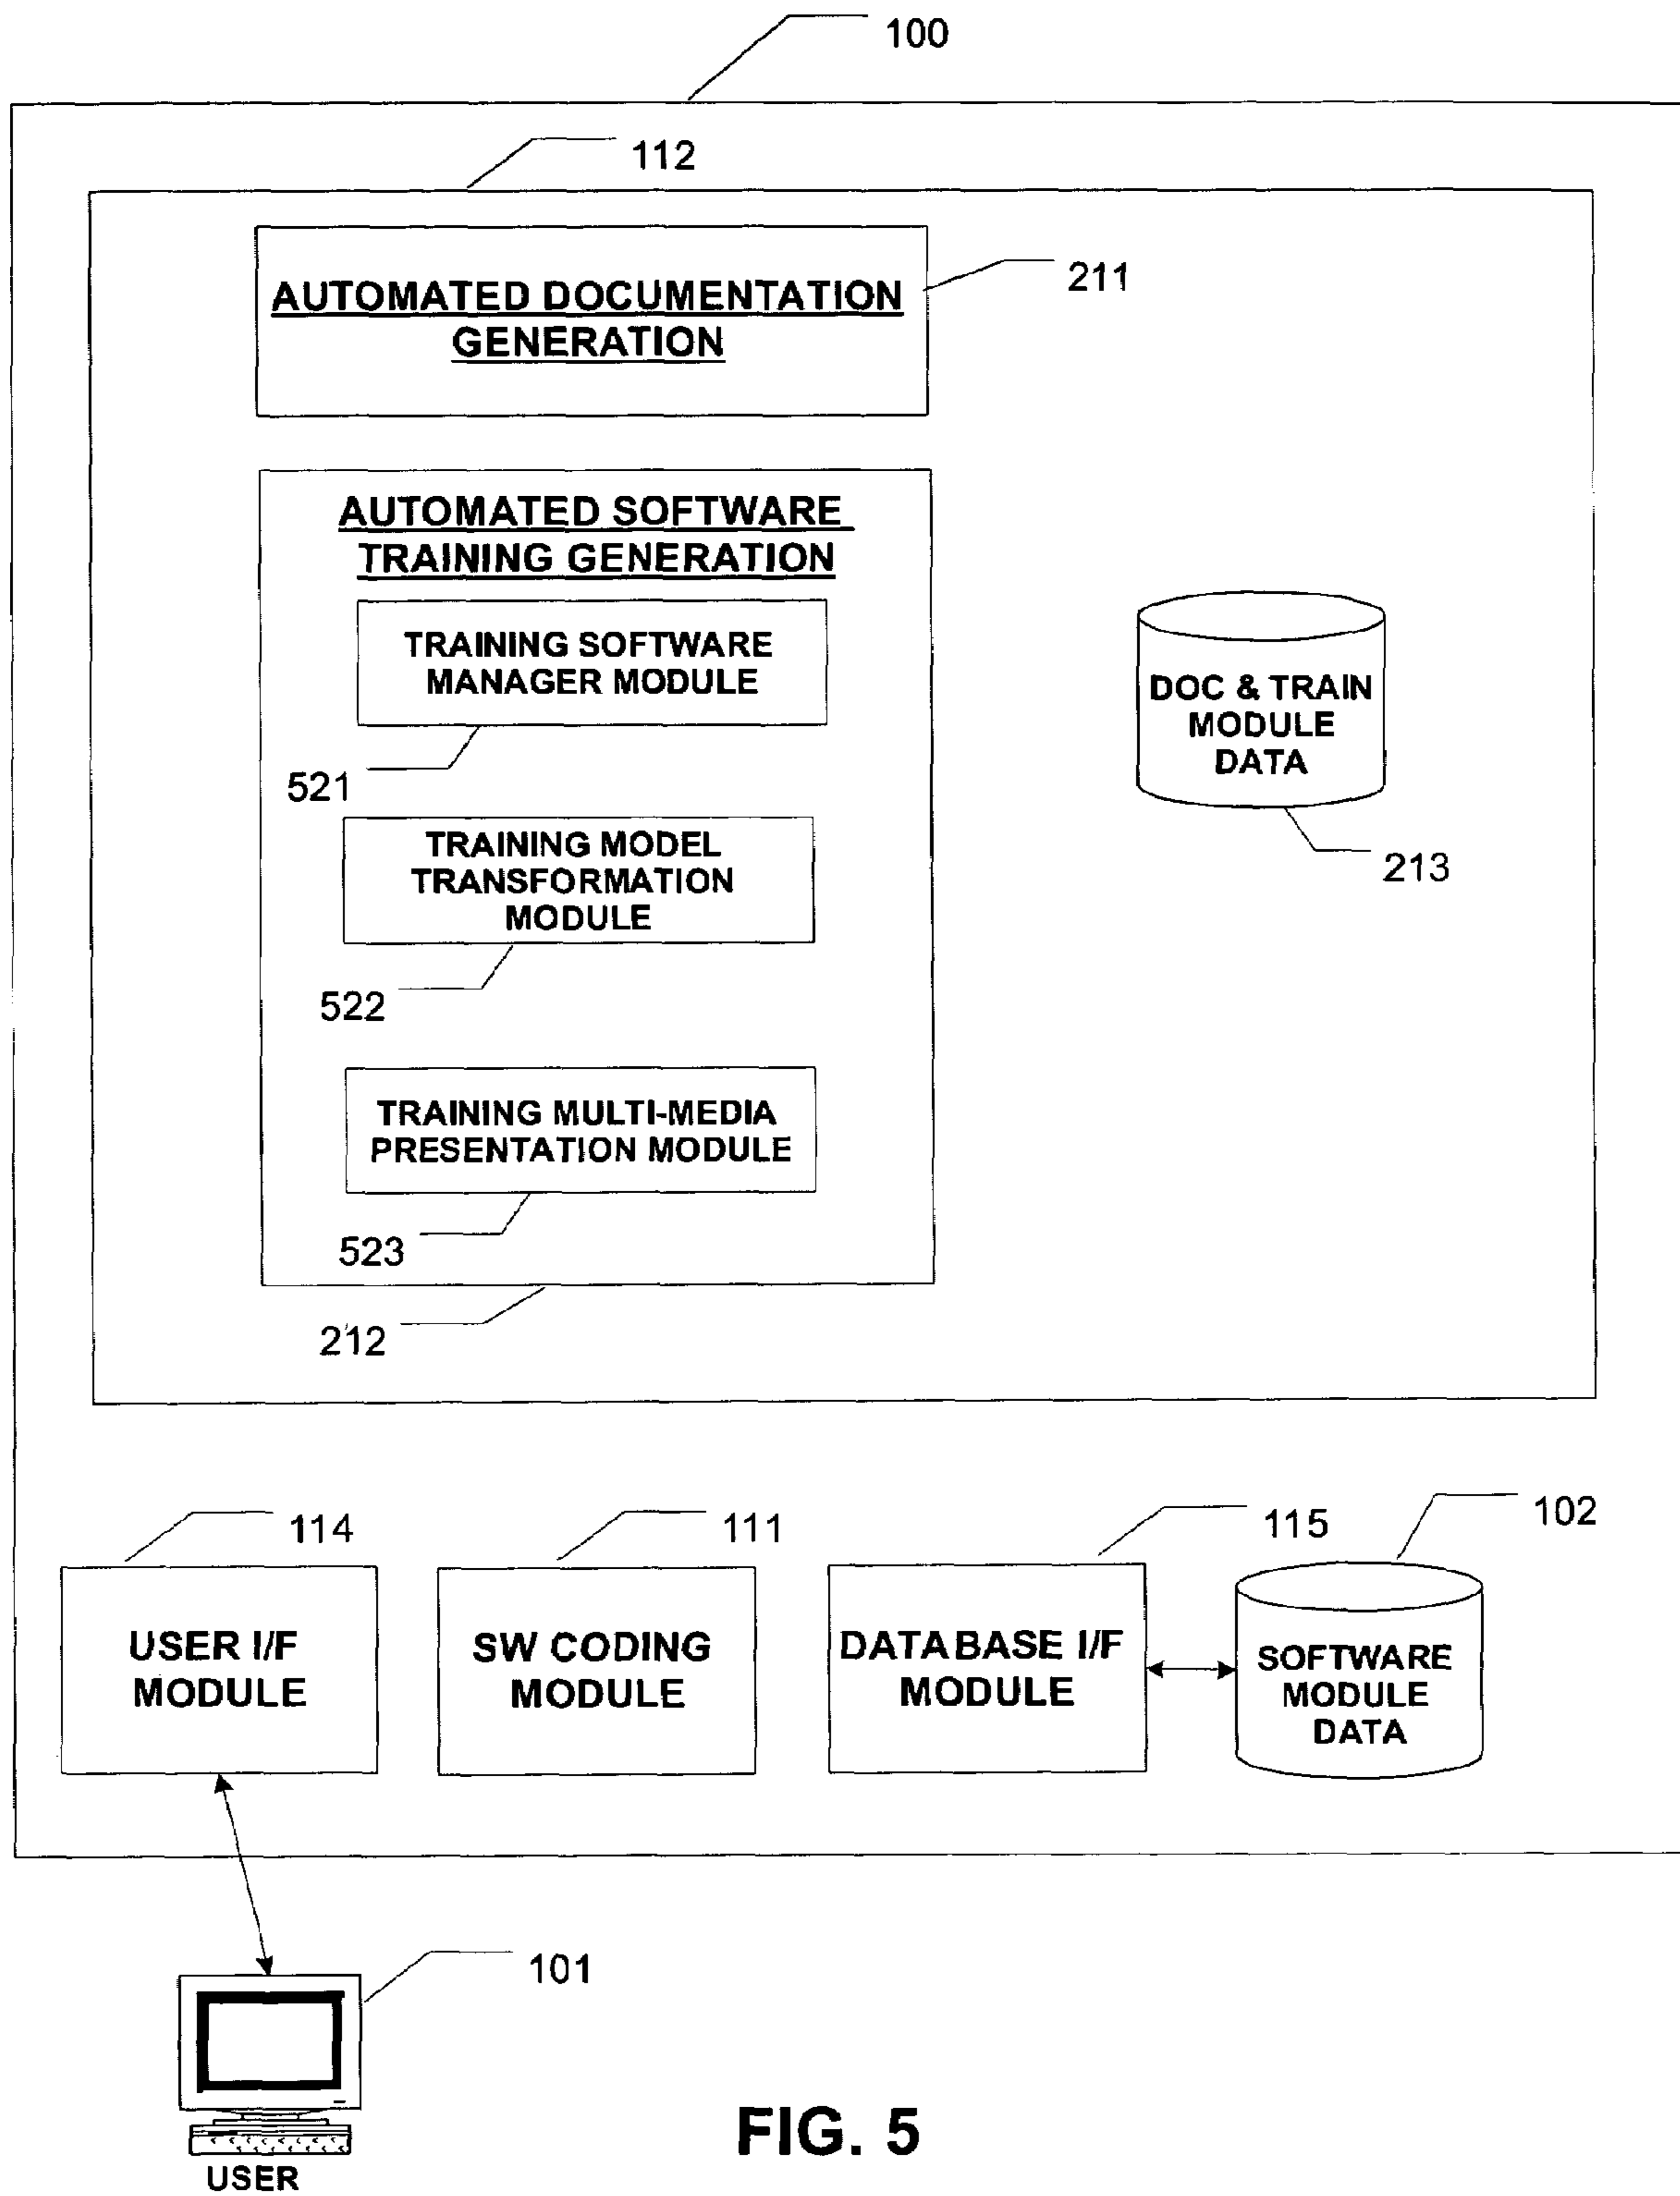 100
112
AUTOMATED DOCUMENTATION
GENERATION
211
AUTOMATED SOFTWARE
TRAINING GENERATION
TRAINING SOFTWARE
MANAGER MODULE
521
TRAINING MODEL
TRANSFORMATION
MODULE
522
TRAINING MULTI-MEDIA
PRESENTATION MODULE
523
212
DOC & TRAIN
MODULE
DATA
213
114
USER I/F
MODULE
111
SW CODING
MODULE
115
DATABASE I/F
MODULE
102
SOFTWARE
MODULE
DATA
101
USER
FIG. 5